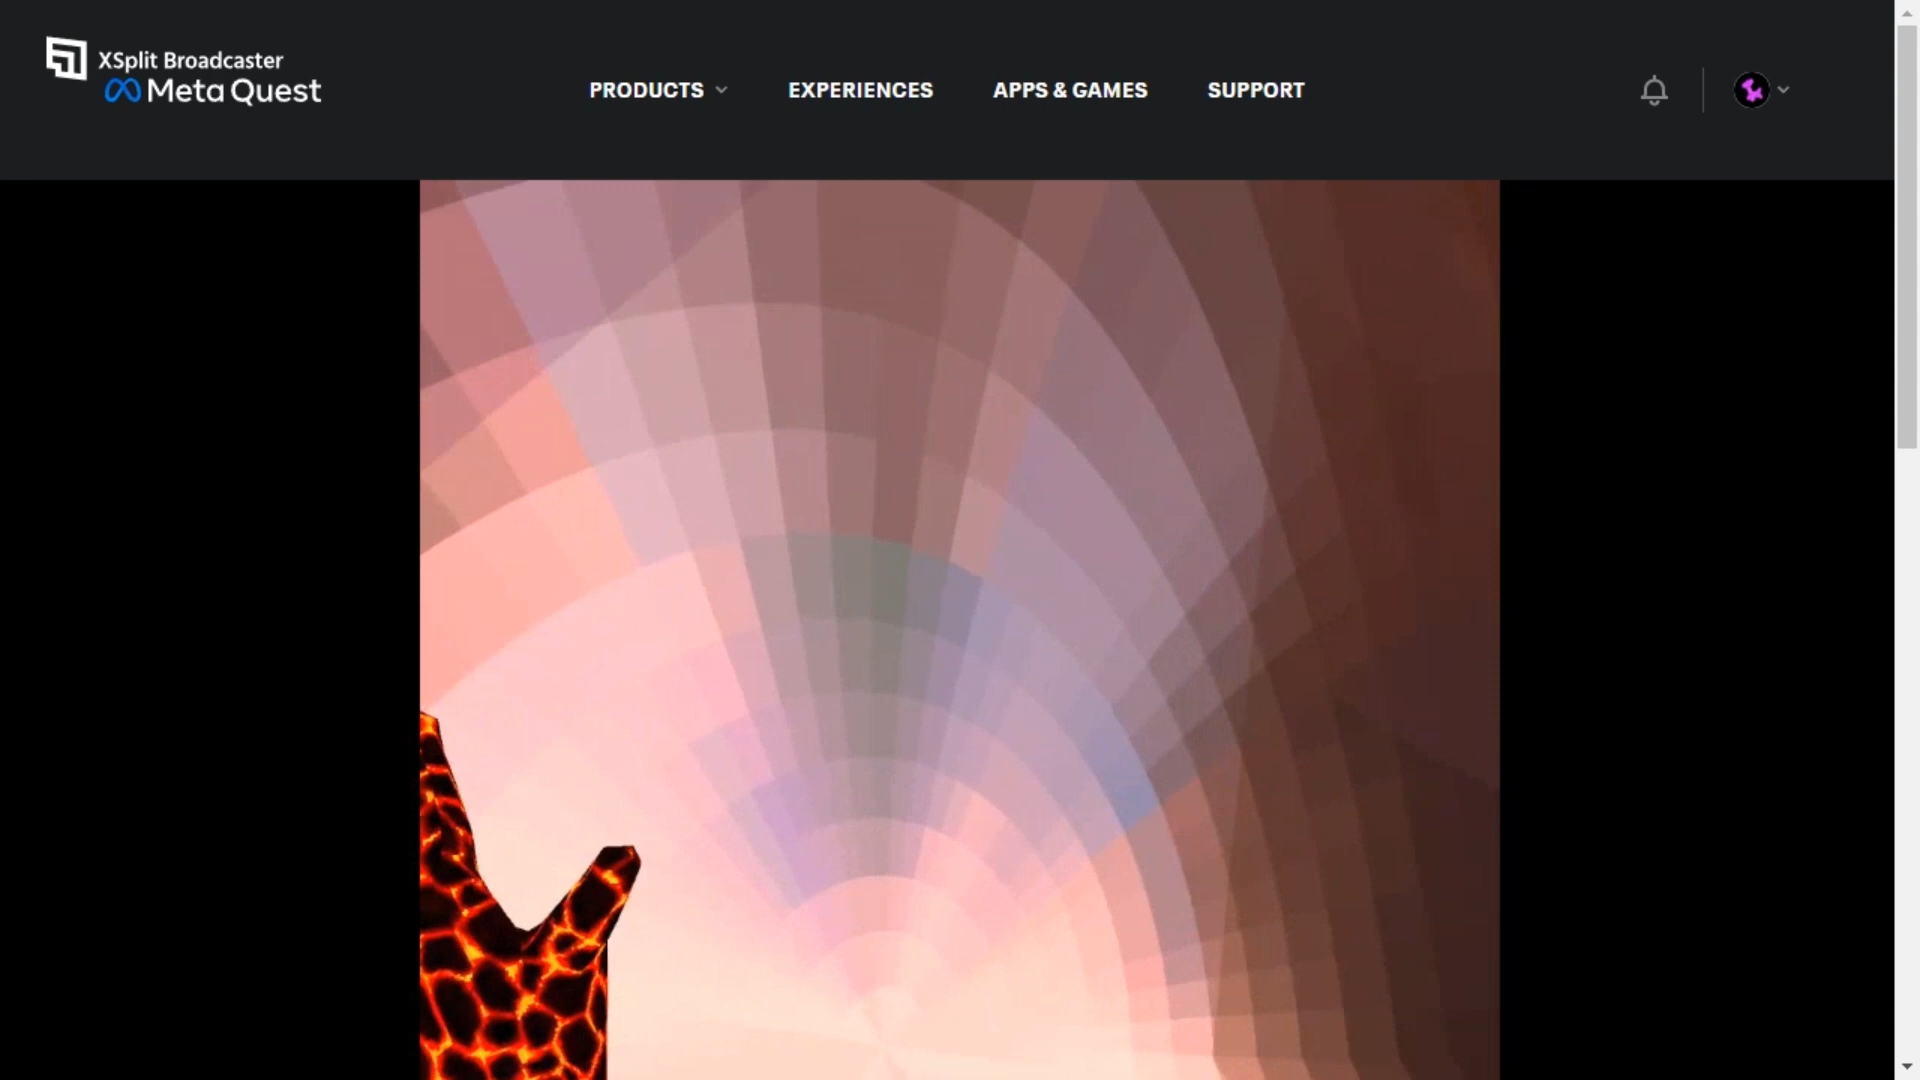 XSplit Broadcaster
Meta Quest
PRODUCTS
EXPERIENCES
APPS & GAMES
SUPPORT